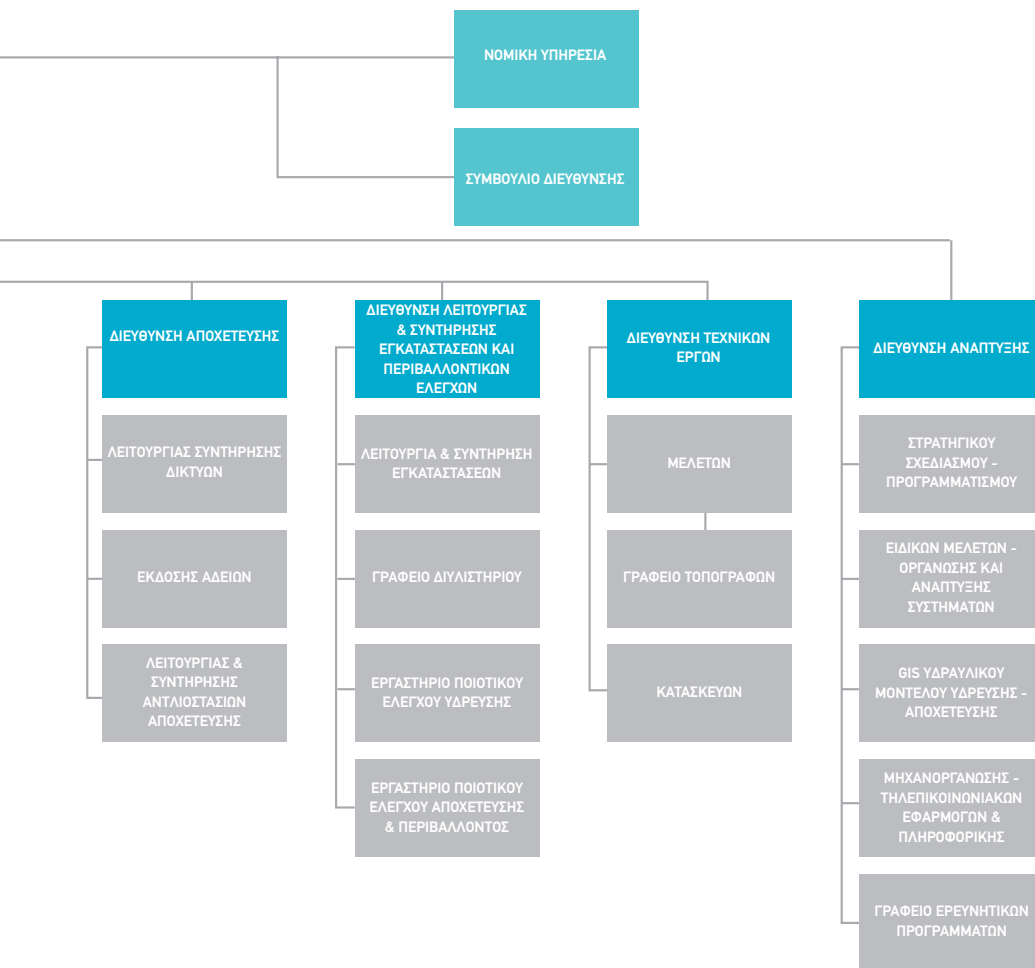 ΝΟΜΙΚΗ ΥΠΗΡΕΣΙΑ
ΣΥΜΒΟΥΛΙΟ ΔΙΕΥΘΥΝΣΗΣ
ΔΙΕΥΘΥΝΣΗ ΑΠΟΧΕΤΕΥΣΗΣ
ΛΕΙΤΟΥΡΓΙΑΣ ΣΥΝΤΗΡΗΣΗΣ
ΔΙΚΤΥΩΝ
ΕΚΔΟΣΗΣ ΑΔΕΙΩΝ
ΛΕΙΤΟΥΡΓΙΑΣ &
ΣΥΝΤΗΡΗΣΗΣ
ΑΝΤΛΙΟΣΤΑΣΙΩΝ
ΑΠΟΧΕΤΕΥΣΗΣ
ΔΙΕΥΘΥΝΣΗ ΛΕΙΤΟΥΡΓΙΑΣ
& ΣΥΝΤΗΡΗΣΗΣ
ΕΓΚΑΤΑΣΤΑΣΕΩΝ ΚΑΙ
ΠΕΡΙΒΑΛΛΟΝΤΙΚΩΝ
ΕΛΕΓΧΩΝ
ΛΕΙΤΟΥΡΓΙΑ & ΣΥΝΤΗΡΗΣΗ
ΕΓΚΑΤΑΣΤΑΣΕΩΝ
ΓΡΑΦΕΙΟ ΔΙΥΛΙΣΤΗΡΙΟΥ
ΕΡΓΑΣΤΗΡΙΟ ΠΟΙΟΤΙΚΟΥ
ΕΛΕΓΧΟΥ ΥΔΡΕΥΣΗΣ
ΕΡΓΑΣΤΗΡΙΟ ΠΟΙΟΤΙΚΟΥ
ΕΛΕΓΧΟΥ ΑΠΟΧΕΤΕΥΣΗΣ
& ΠΕΡΙΒΑΛΛΟΝΤΟΣ
ΔΙΕΥΘΥΝΣΗ ΤΕΧΝΙΚΩΝ
ΕΡΓΩΝ
ΜΕΛΕΤΩΝ
ΓΡΑΦΕΙΟ ΤΟΠΟΓΡΑΦΩΝ
ΚΑΤΑΣΚΕΥΩΝ
ΔΙΕΥΘΥΝΣΗ ΑΝΑΠΤΥΞΗΣ
ΣΤΡΑΤΗΓΙΚΟΥ
ΣΧΕΔΙΑΣΜΟΥ -
ΠΡΟΓΡΑΜΜΑΤΙΣΜΟΥ
ΕΙΔΙΚΩΝ ΜΕΛΕΤΩΝ -
ΟΡΓΑΝΩΣΗΣ ΚΑΙ
ΑΝΑΠΤΥΞΗΣ
ΣΥΣΤΗΜΑΤΩΝ
GIS ΥΔΡΑΥΛΙΚΟΥ
ΜΟΝΤΕΛΟΥ ΥΔΡΕΥΣΗΣ -
ΑΠΟΧΕΤΕΥΣΗΣ
ΜΗΧΑΝΟΡΓΑΝΩΣΗΣ -
ΤΗΛΕΠΙΚΟΙΝΩΝΙΑΚΩΝ
ΕΦΑΡΜΟΓΩΝ &
ΠΛΗΡΟΦΟΡΙΚΗΣ
ΓΡΑΦΕΙΟ ΕΡΕΥΝΗΤΙΚΩΝ
ΠΡΟΓΡΑΜΜΑΤΩΝ